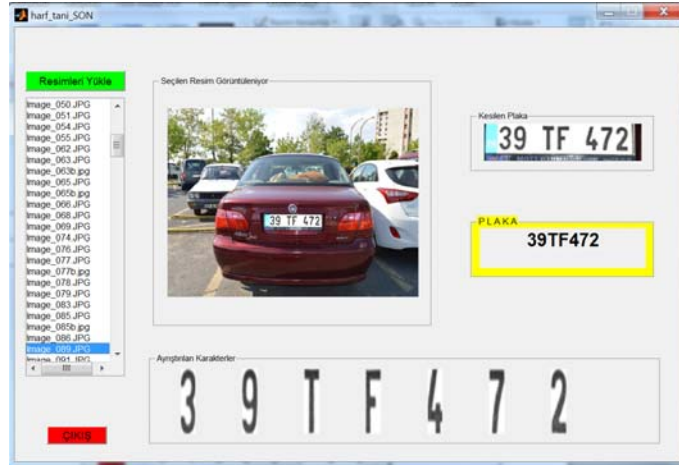 harf_tani_SON
Resimleri Yükle
Image_050.JPG
Image_051.JPG
Image_054.JPG
Image_055.JPG
Image_062.JPG
Image_063.JPG
Image_063b.jpg
Image_065.JPG
Image_065b.jpg
Image_066.JPG
Image_068.JPG
Image_069.JPG
Image_074.JPG
Image_076.JPG
Image_077.JPG
Image_077b.jpg
Image_078.JPG
Image_079.JPG
Image_083.JPG
Image_085.JPG
Image_085b.jpg
Image_086.JPG
Image_089.JPG
Image_091.JPG
ÇIKIŞ
Seçilen Resim Görüntüleniyor
39 TF 472
Kesilen Plaka
39 TF 472
PLAKA
39TF472
Ayrıştırılan Karakterler
3 9 T F 4 7 2